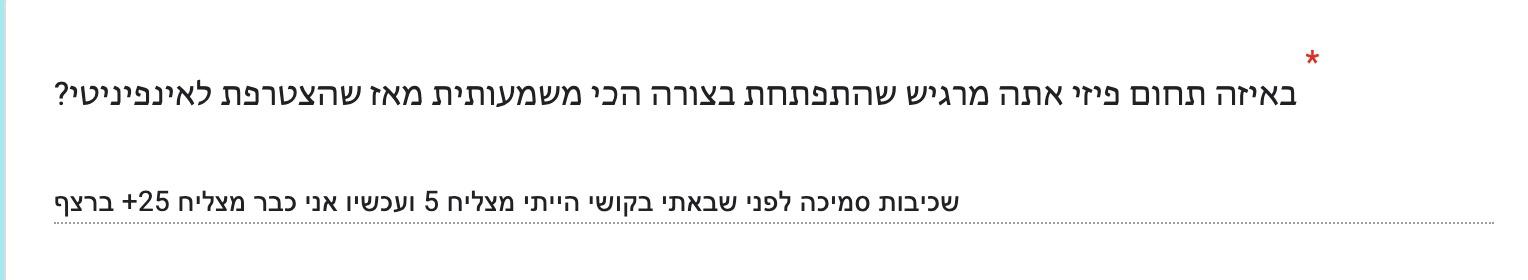 באיזה תחום פיזי אתה מרגיש שהתפתחת בצורה הכי משמעותית מאז שהצטרפת לאינפיניטי? *
שכיבות סמיכה לפני שבאתי בקושי הייתי מצליח 5 ועכשיו אני כבר מצליח 25+ ברצף